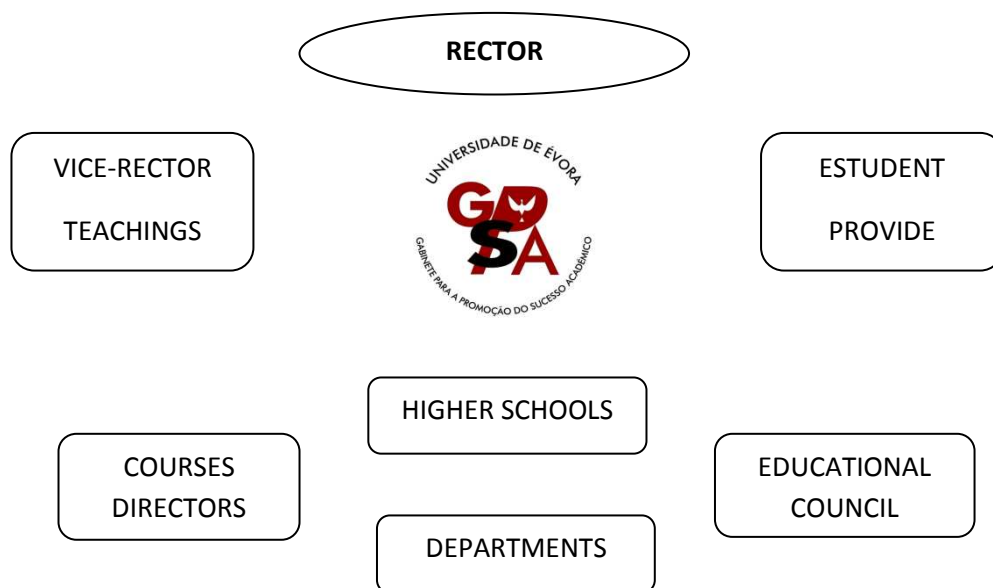 RECTOR
VICE-RECTOR
TEACHINGS
UNIVERSIDADE DE ÉVORA
GPSA
GABINETE PARA A PROMOÇÃO DO SUCESSO ACADÉMICO
ESTUDENT
PROVIDE
HIGHER SCHOOLS
COURSES
DIRECTORS
EDUCATIONAL
COUNCIL
DEPARTMENTS